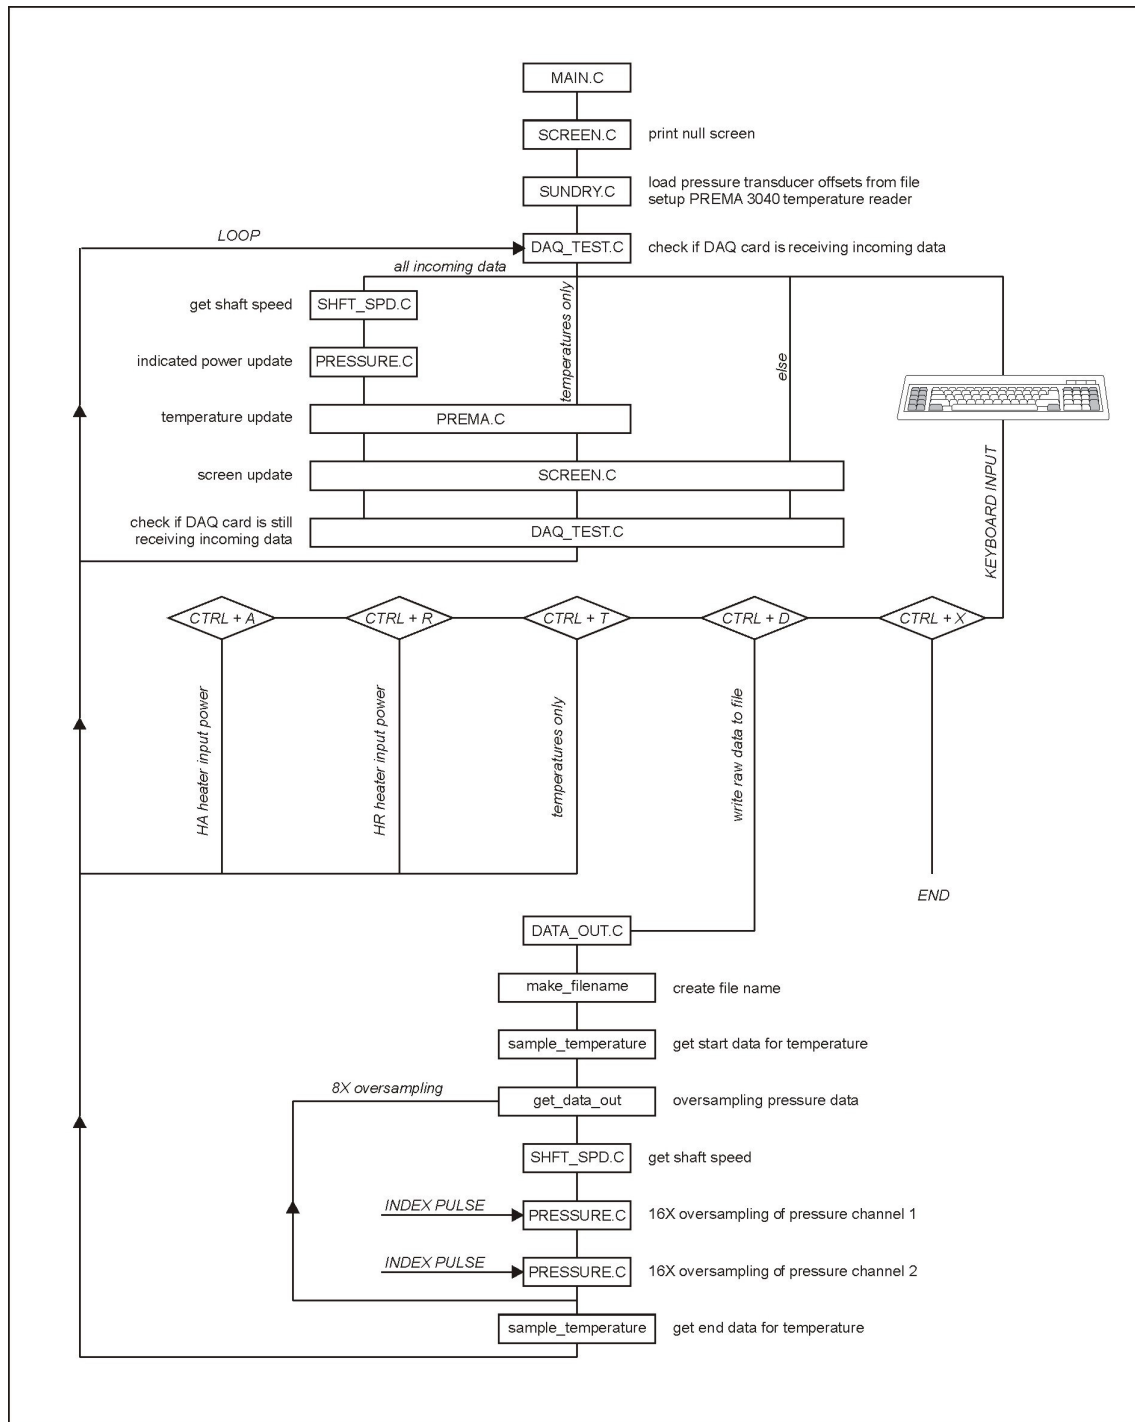 MAIN.C
SCREEN.C
print null screen
SUNDRY.C
load pressure transducer offsets from file
setup PREMA 3040 temperature reader
LOOP
DAQ_TEST.C
check if DAQ card is receiving incoming data
all incoming data
temperatures only
else
get shaft speed
SHFT_SPD.C
indicated power update
PRESSURE.C
temperature update
PREMA.C
screen update
SCREEN.C
check if DAQ card is still
receiving incoming data
DAQ_TEST.C
KEYBOARD INPUT
CTRL + A
CTRL + R
CTRL + T
CTRL + D
CTRL + X
HA heater input power
HR heater input power
temperatures only
write raw data to file
END
DATA_OUT.C
make_filename
create file name
sample_temperature
get start data for temperature
8X oversampling
get_data_out
oversampling pressure data
SHFT_SPD.C
get shaft speed
INDEX PULSE
PRESSURE.C
16X oversampling of pressure channel 1
INDEX PULSE
PRESSURE.C
16X oversampling of pressure channel 2
sample_temperature
get end data for temperature